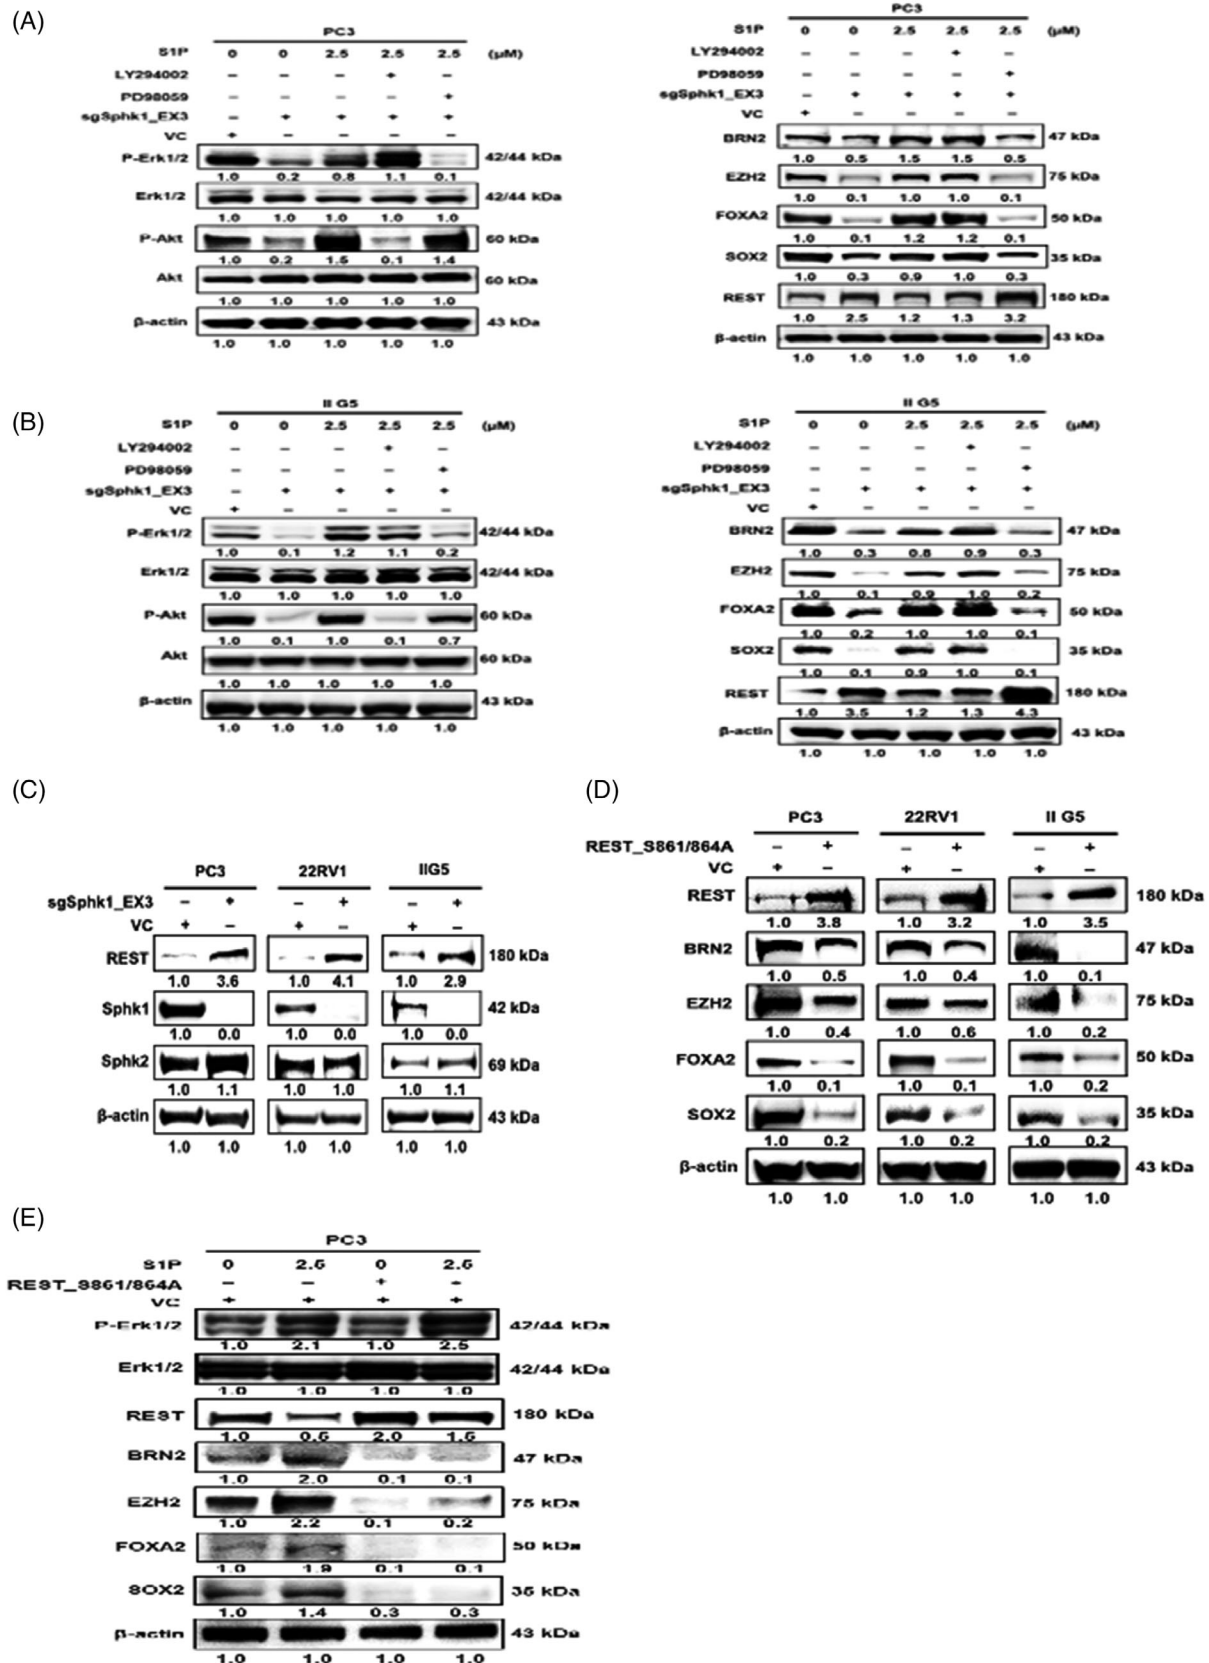 (A)
PC3
S1P 0 0 2.5 2.5 2.5 (μM)
LY294002 – – – + –
PD98059 – – – – +
sgSphk1_EX3 – + + + +
VC + – – – –
P-Erk1/2 42/44 kDa
1.0 0.2 0.8 1.1 0.1
Erk1/2 42/44 kDa
1.0 1.0 1.0 1.0 1.0
P-Akt 60 kDa
1.0 0.2 1.5 0.1 1.4
Akt 60 kDa
1.0 1.0 1.0 1.0 1.0
β-actin 43 kDa
1.0 1.0 1.0 1.0 1.0
PC3
S1P 0 0 2.5 2.5 2.5 (μM)
LY294002 – – – + –
PD98059 – – – – +
sgSphk1_EX3 – + + + +
VC + – – – –
BRN2 47 kDa
1.0 0.5 1.5 1.5 0.5
EZH2 75 kDa
1.0 0.1 1.0 1.0 0.1
FOXA2 50 kDa
1.0 0.1 1.2 1.2 0.1
SOX2 35 kDa
1.0 0.3 0.9 1.0 0.3
REST 180 kDa
1.0 2.5 1.2 1.3 3.2
β-actin 43 kDa
1.0 1.0 1.0 1.0 1.0
(B)
II G5
S1P 0 0 2.5 2.5 2.5 (μM)
LY294002 – – – + –
PD98059 – – – – +
sgSphk1_EX3 – + + + +
VC + – – – –
P-Erk1/2 42/44 kDa
1.0 0.1 1.2 1.1 0.2
Erk1/2 42/44 kDa
1.0 1.0 1.0 1.0 1.0
P-Akt 60 kDa
1.0 0.1 1.0 0.1 0.7
Akt 60 kDa
1.0 1.0 1.0 1.0 1.0
β-actin 43 kDa
1.0 1.0 1.0 1.0 1.0
II G5
S1P 0 0 2.5 2.5 2.5 (μM)
LY294002 – – – + –
PD98059 – – – – +
sgSphk1_EX3 – + + + +
VC + – – – –
BRN2 47 kDa
1.0 0.3 0.8 0.9 0.3
EZH2 75 kDa
1.0 0.1 0.9 1.0 0.2
FOXA2 50 kDa
1.0 0.2 1.0 1.0 0.1
SOX2 35 kDa
1.0 0.1 0.9 1.0 0.1
REST 180 kDa
1.0 3.5 1.2 1.3 4.3
β-actin 43 kDa
1.0 1.0 1.0 1.0 1.0
(C)
PC3 22RV1 IIG5
sgSphk1_EX3 – + – + – +
VC + – + – + –
REST 180 kDa
1.0 3.6 1.0 4.1 1.0 2.9
Sphk1 42 kDa
1.0 0.0 1.0 0.0 1.0 0.0
Sphk2 69 kDa
1.0 1.1 1.0 1.0 1.0 1.1
β-actin 43 kDa
1.0 1.0 1.0 1.0 1.0 1.0
(D)
PC3 22RV1 II G5
REST_S861/864A – + – + – +
VC + – + – + –
REST 180 kDa
1.0 3.8 1.0 3.2 1.0 3.5
BRN2 47 kDa
1.0 0.5 1.0 0.4 1.0 0.1
EZH2 75 kDa
1.0 0.4 1.0 0.6 1.0 0.2
FOXA2 50 kDa
1.0 0.1 1.0 0.1 1.0 0.2
SOX2 35 kDa
1.0 0.2 1.0 0.2 1.0 0.2
β-actin 43 kDa
1.0 1.0 1.0 1.0 1.0 1.0
(E)
PC3
S1P 0 2.5 0 2.5
REST_S861/864A – – + +
VC + + + +
P-Erk1/2 42/44 kDa
1.0 2.1 1.0 2.5
Erk1/2 42/44 kDa
1.0 1.0 1.0 1.0
REST 180 kDa
1.0 0.5 2.0 1.5
BRN2 47 kDa
1.0 2.0 0.1 0.1
EZH2 75 kDa
1.0 2.2 0.1 0.2
FOXA2 50 kDa
1.0 1.9 0.1 0.1
SOX2 35 kDa
1.0 1.4 0.3 0.3
β-actin 43 kDa
1.0 1.0 1.0 1.0